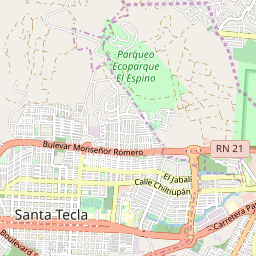 Parqueo
Ecoparque
El Espino
RN 21
Bulevar Monseñor Romero
El Jabalí
Calle Chiltiupán
Santa Tecla
Carretera Pa
Boulevard